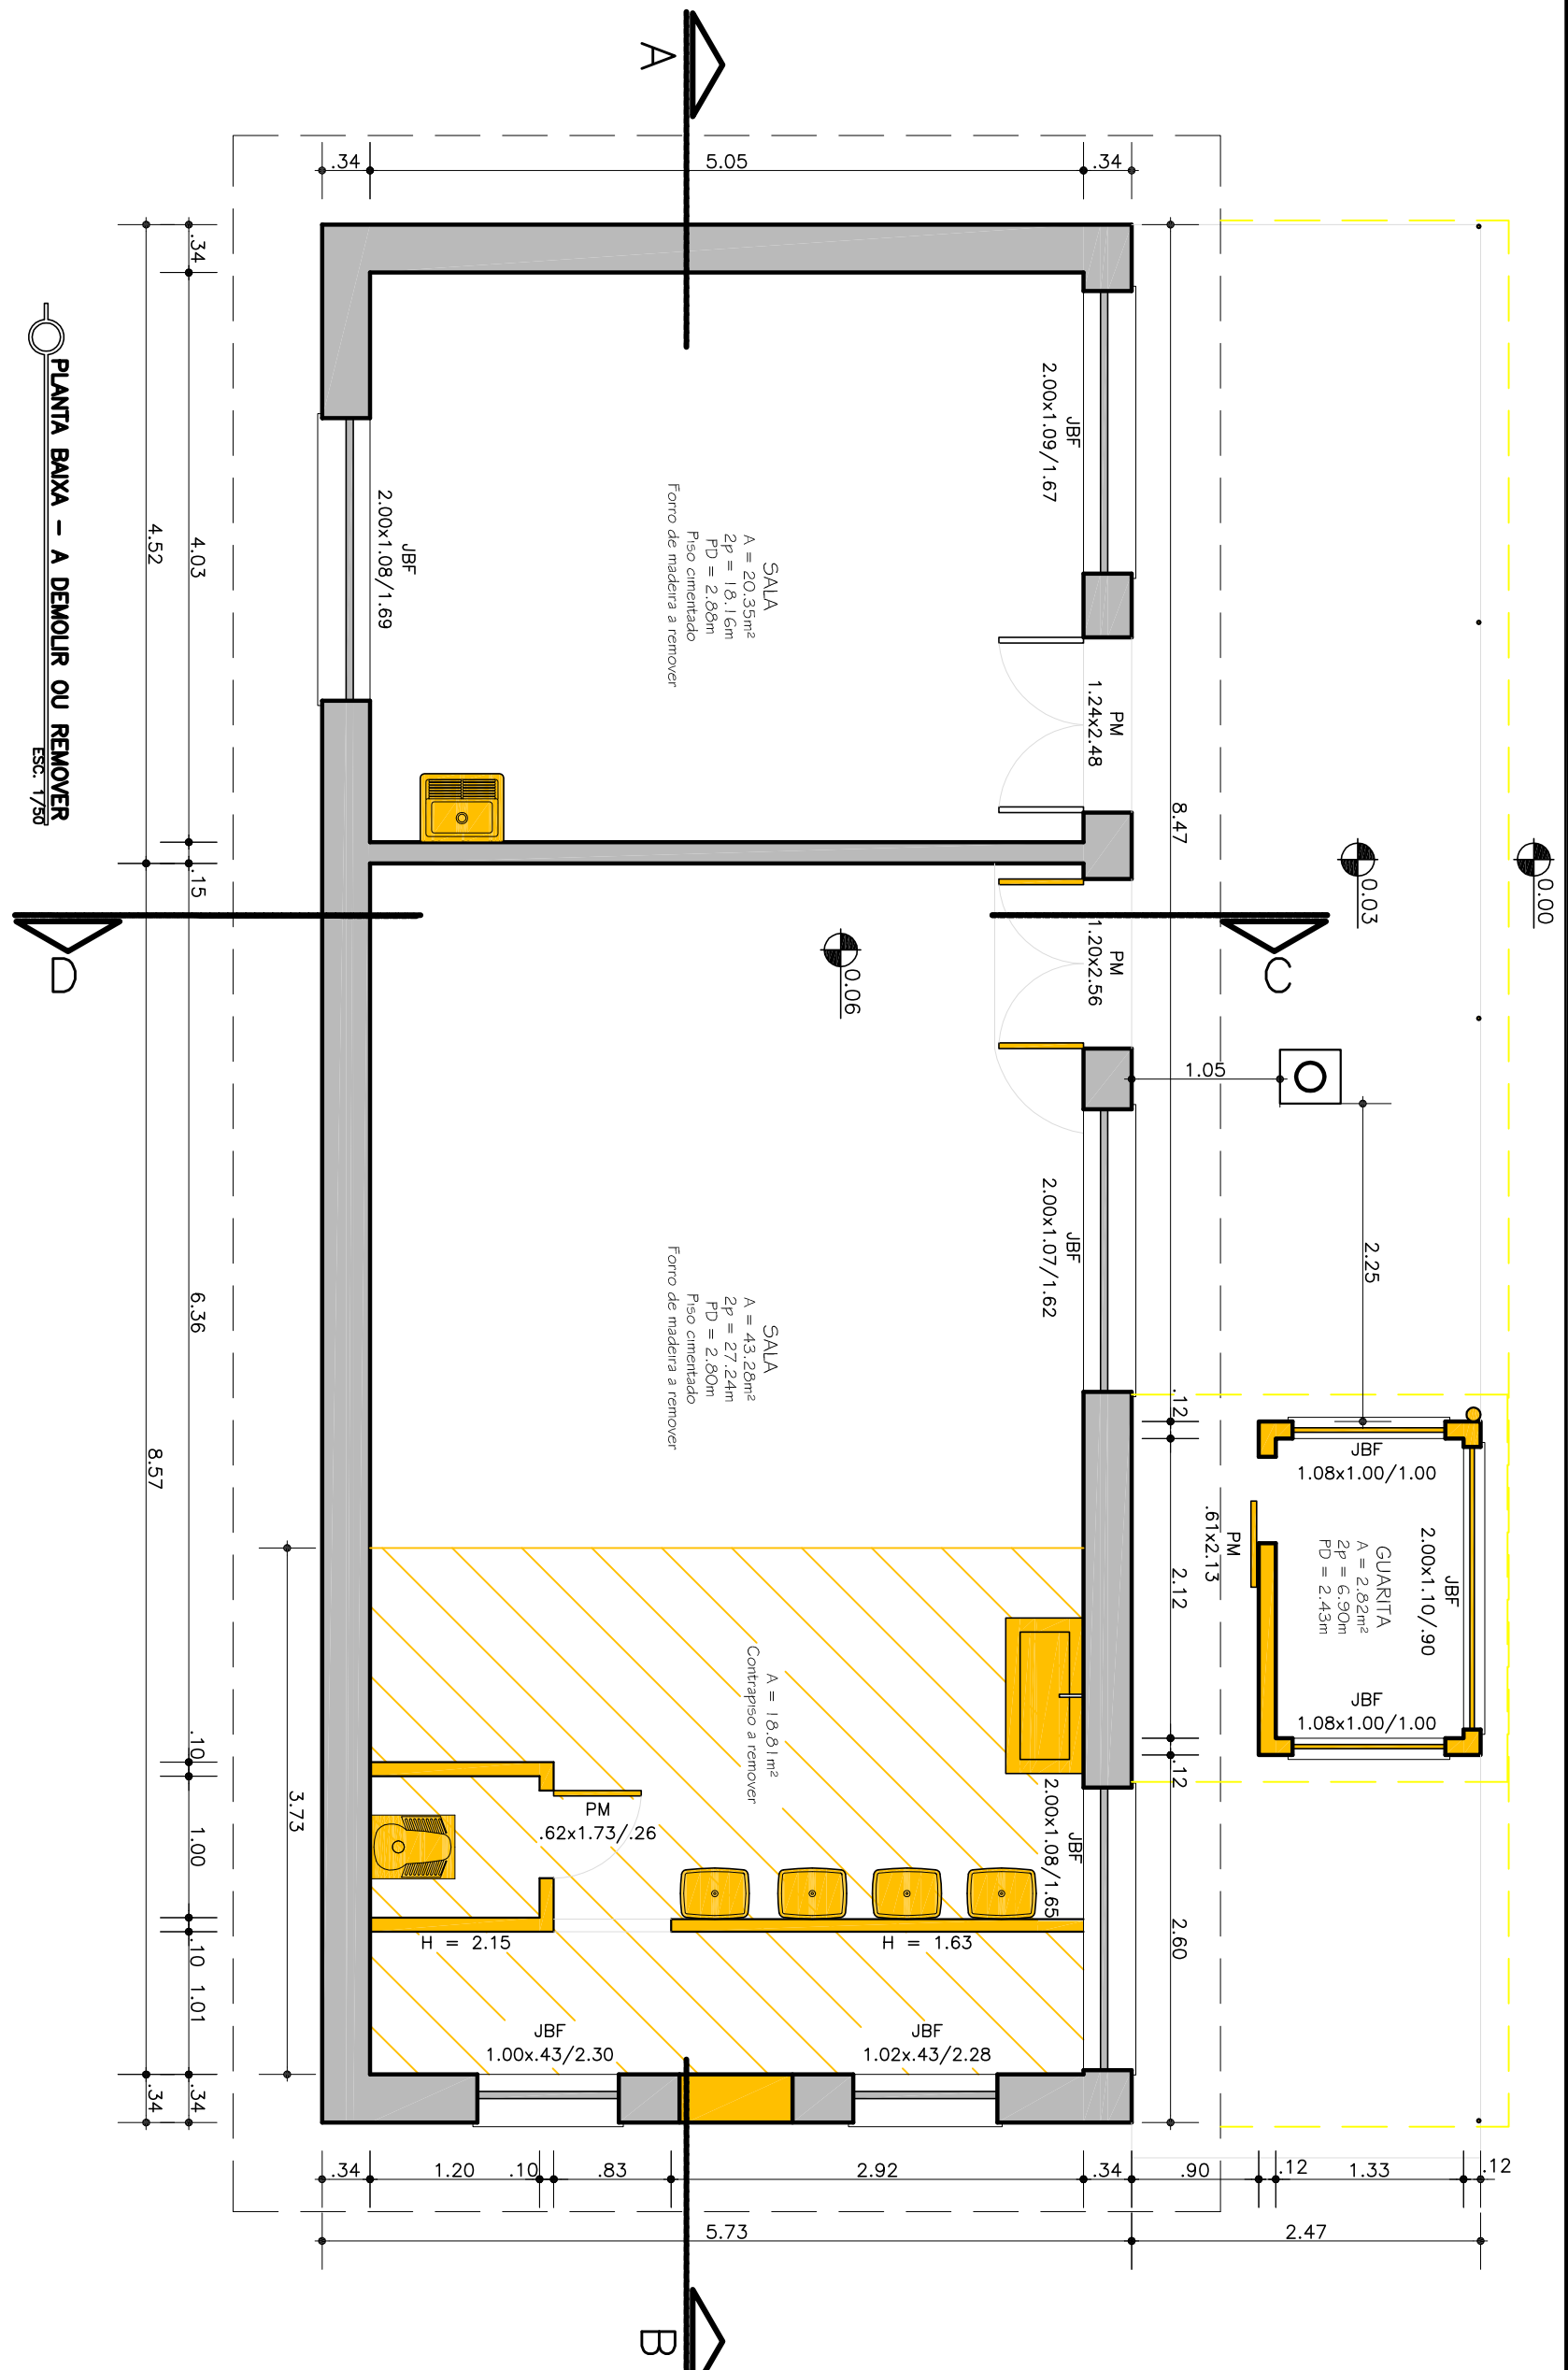 A
.34
5.05
.34
.34
4.03
.15
6.36
.10
1.00
.10
1.01
.34
4.52
8.57
.34
3.73
8.47
.12
2.12
.12
2.60
JBF
2.00x1.09/1.67
PM
1.24x2.48
JBF
2.00x1.08/1.69
SALA
A = 20.35m²
2p = 18.16m
PD = 2.88m
Piso cimentado
Forro de madeira a remover
PM
1.20x2.56
0.00
0.03
0.06
C
D
1.05
2.25
JBF
2.00x1.07/1.62
SALA
A = 43.28m²
2p = 27.24m
PD = 2.80m
Piso cimentado
Forro de madeira a remover
JBF
1.08x1.00/1.00
JBF
2.00x1.10/.90
GUARITA
A = 2.82m²
2p = 6.90m
PD = 2.43m
PM
.61x2.13
JBF
1.08x1.00/1.00
A = 18.81m²
Contrapiso a remover
JBF
2.00x1.08/1.65
PM
.62x1.73/.26
H = 2.15
H = 1.63
JBF
1.00x.43/2.30
JBF
1.02x.43/2.28
.34
1.20
.10
.83
2.92
.34
.90
.12
1.33
.12
5.73
2.47
B
PLANTA BAIXA - A DEMOLIR OU REMOVER
ESC. 1/50